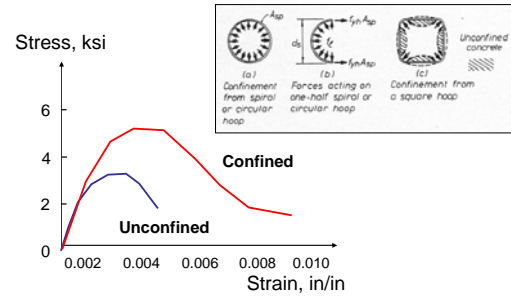 Stress, ksi
6
4
2
0
0.002
0.004
0.006
0.008
0.010
Strain, in/in
Confined
Unconfined
Asp
(a)
Confinement
from spiral
or circular
hoop
ds
fyh Asp
fl
fyh Asp
(b)
Forces acting on
one-half spiral or
circular hoop
(c)
Confinement from
a square hoop
Unconfined
concrete